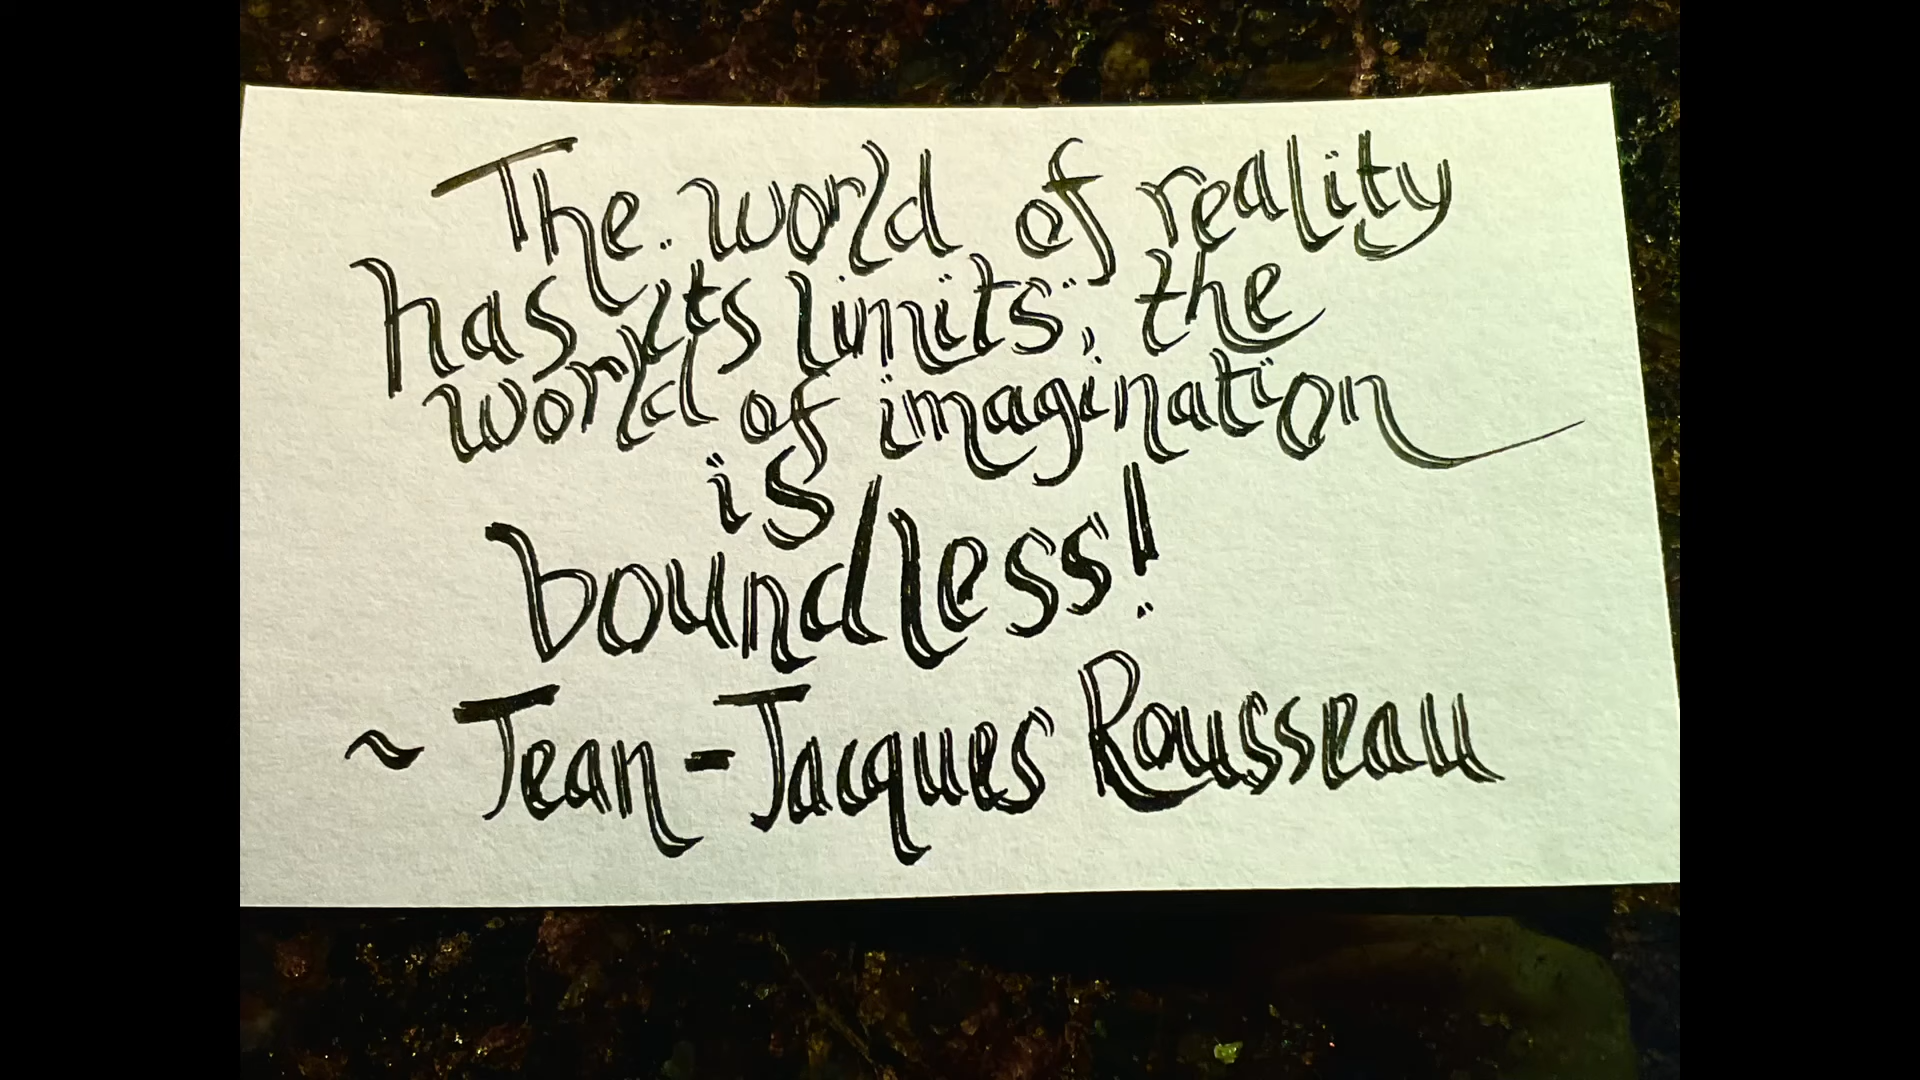 The world of reality
has its limits; the
world of imagination
is
boundless!
~ Jean-Jacques Rousseau